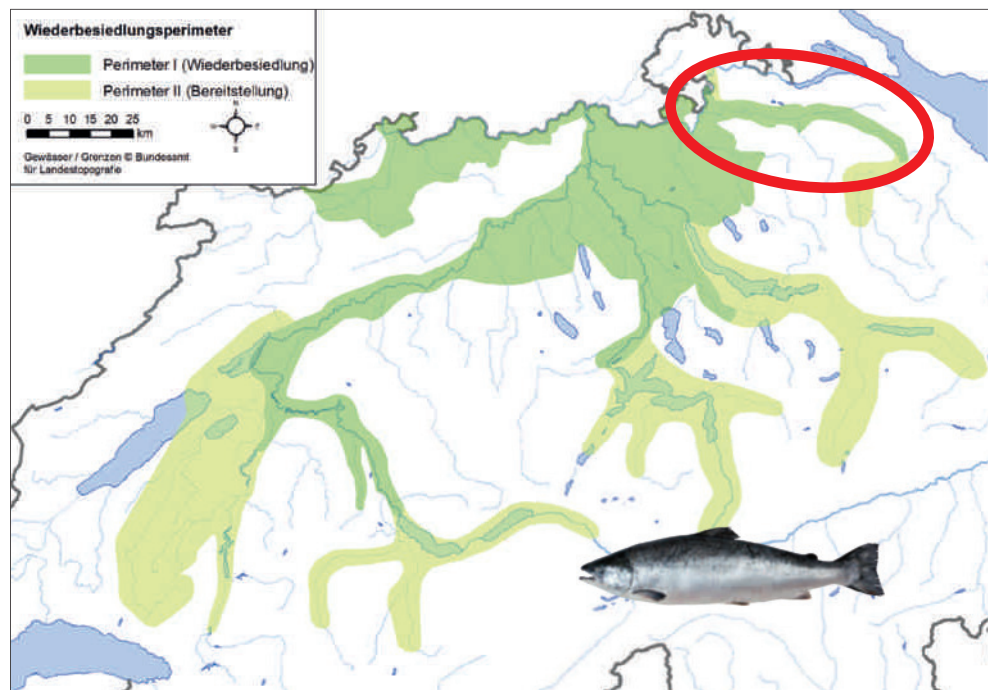 Wiederbesiedlungsperimeter
Perimeter I (Wiederbesiedlung)
Perimeter II (Bereitstellung)
N
W
E
S
0 5 10 15 20 25
km
Gewässer / Grenzen © Bundesamt
für Landestopografie